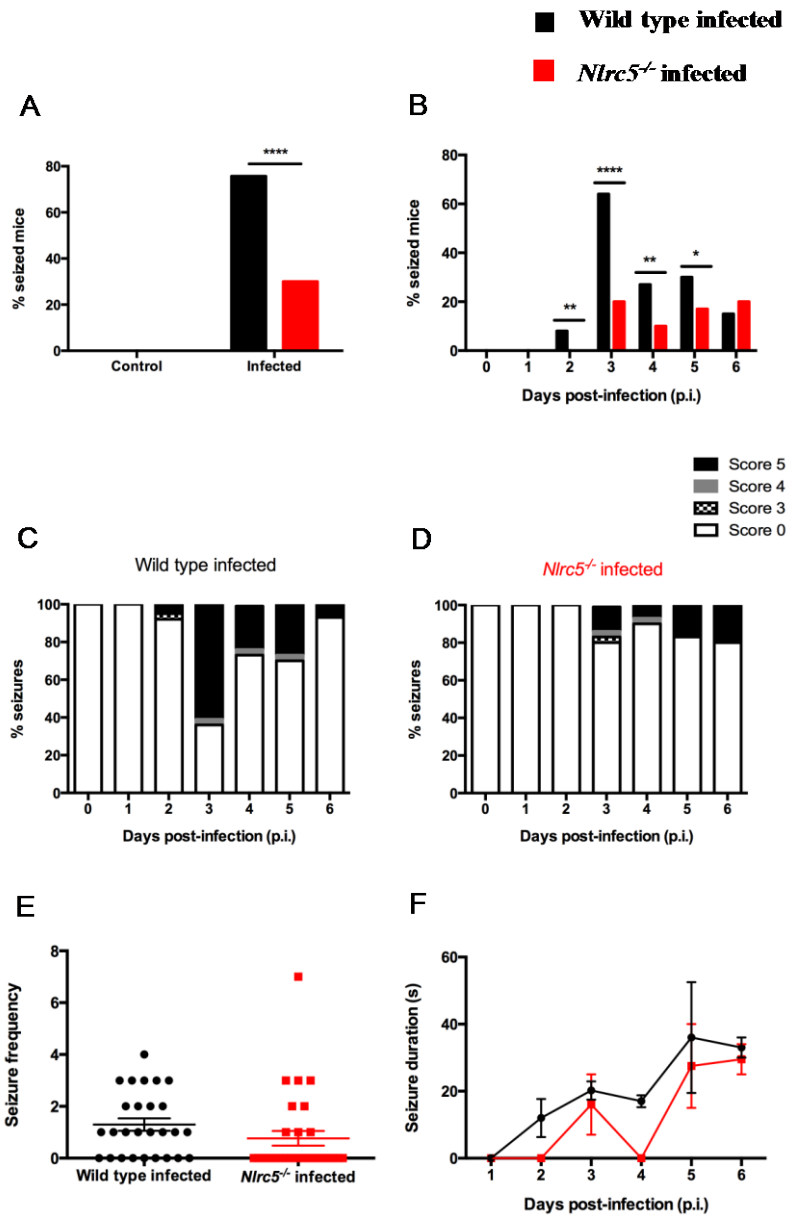 Wild type infected
Nlrc5-/- infected
A
B
****
% seized mice
80
60
40
20
0
Control
Infected
% seized mice
80
60
40
20
0
**
****
**
*
0 1 2 3 4 5 6
Days post-infection (p.i.)
Score 5
Score 4
Score 3
Score 0
C
D
Wild type infected
Nlrc5-/- infected
% seizures
100
80
60
40
20
0
0 1 2 3 4 5 6
Days post-infection (p.i.)
% seizures
100
80
60
40
20
0
0 1 2 3 4 5 6
Days post-infection (p.i.)
E
F
Seizure frequency
8
6
4
2
0
Wild type infected
Nlrc5-/- infected
Seizure duration (s)
60
40
20
0
1 2 3 4 5 6
Days post-infection (p.i.)